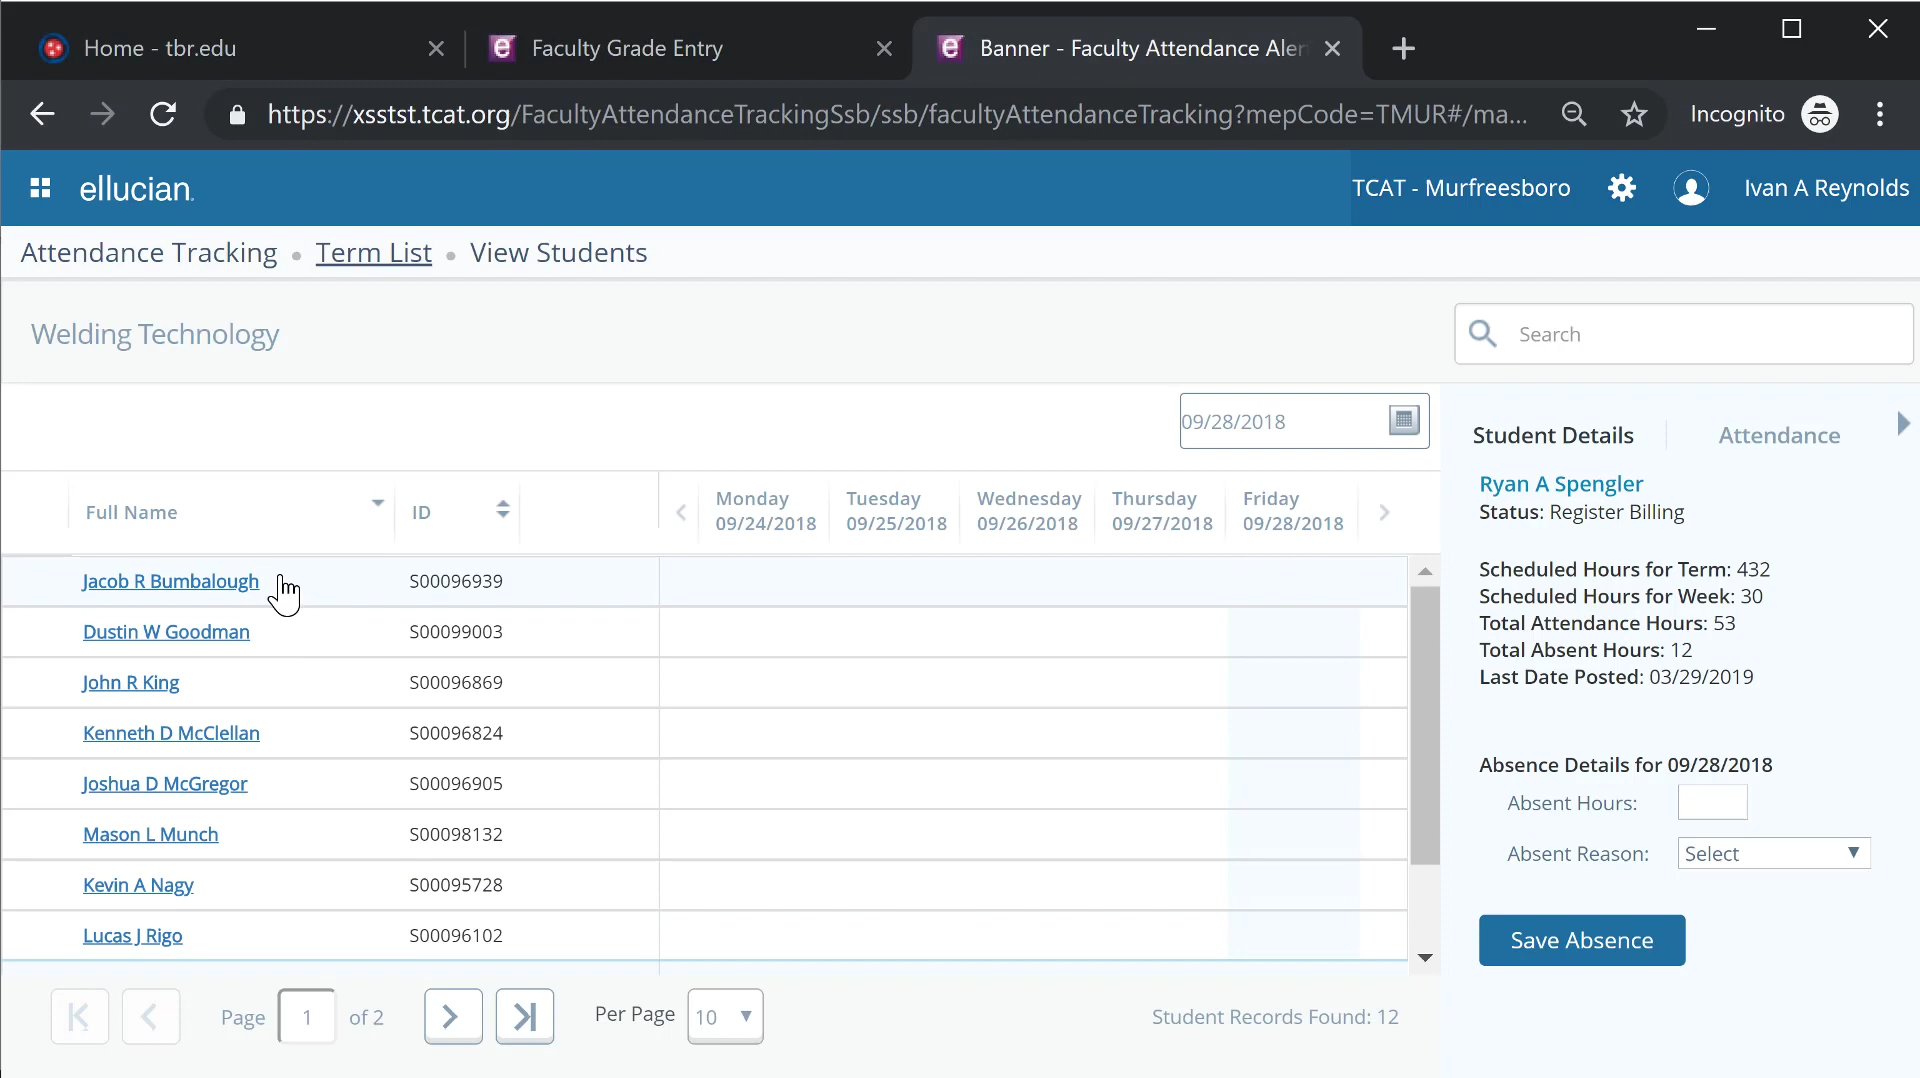 Home - tbr.edu
Faculty Grade Entry
Banner - Faculty Attendance Aler
https://xsstst.tcat.org/FacultyAttendanceTrackingSsb/ssb/facultyAttendanceTracking?mepCode=TMUR#/ma...
Incognito
ellucian.
TCAT - Murfreesboro
Ivan A Reynolds
Attendance Tracking • Term List • View Students
Welding Technology
Search
09/28/2018
Full Name
ID
Monday
09/24/2018
Tuesday
09/25/2018
Wednesday
09/26/2018
Thursday
09/27/2018
Friday
09/28/2018
Jacob R Bumbalough S00096939
Dustin W Goodman S00099003
John R King S00096869
Kenneth D McClellan S00096824
Joshua D McGregor S00096905
Mason L Munch S00098132
Kevin A Nagy S00095728
Lucas J Rigo S00096102
Page 1 of 2
Per Page 10
Student Records Found: 12
Student Details
Attendance
Ryan A Spengler
Status: Register Billing
Scheduled Hours for Term: 432
Scheduled Hours for Week: 30
Total Attendance Hours: 53
Total Absent Hours: 12
Last Date Posted: 03/29/2019
Absence Details for 09/28/2018
Absent Hours:
Absent Reason: Select
Save Absence